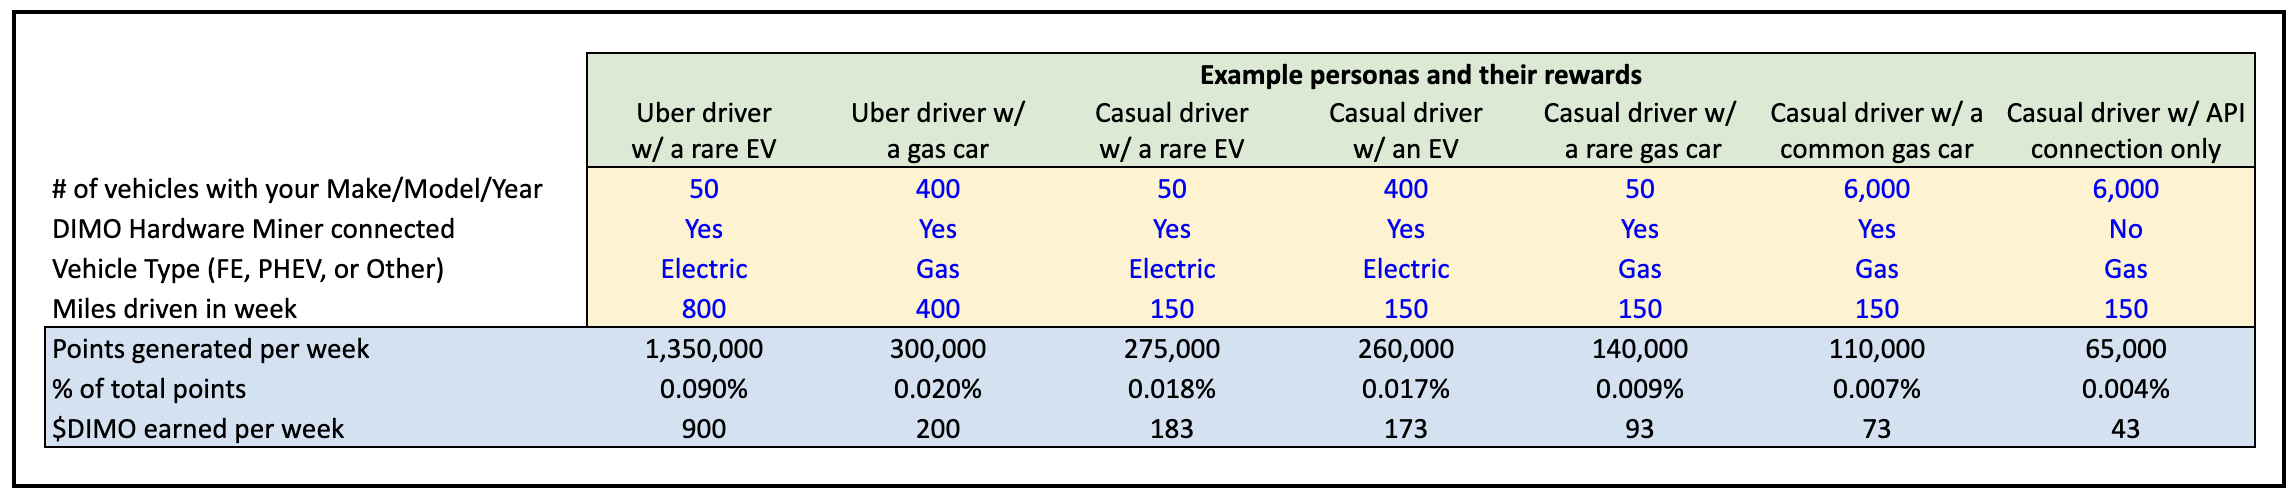 Example personas and their rewards
Uber driver w/ a rare EV Uber driver w/ a gas car Casual driver w/ a rare EV Casual driver w/ an EV Casual driver w/ a rare gas car Casual driver w/ a common gas car Casual driver w/ API connection only
# of vehicles with your Make/Model/Year 50 400 50 400 50 6,000 6,000
DIMO Hardware Miner connected Yes Yes Yes Yes Yes Yes No
Vehicle Type (FE, PHEV, or Other) Electric Gas Electric Electric Gas Gas Gas
Miles driven in week 800 400 150 150 150 150 150
Points generated per week 1,350,000 300,000 275,000 260,000 140,000 110,000 65,000
% of total points 0.090% 0.020% 0.018% 0.017% 0.009% 0.007% 0.004%
$DIMO earned per week 900 200 183 173 93 73 43